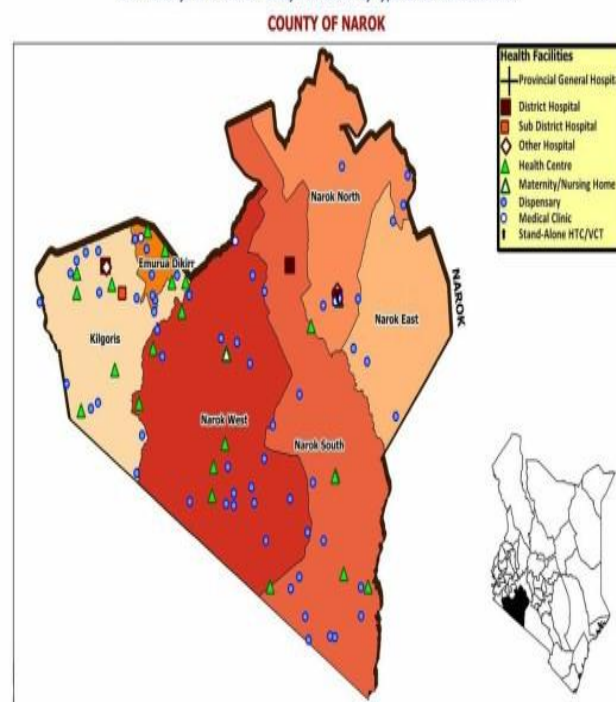 COUNTY OF NAROK
Health Facilities
Provincial General Hospit
District Hospital
Sub District Hospital
Other Hospital
Health Centre
Maternity/Nursing Home
Dispensary
Medical Clinic
Stand-Alone HTC/VCT
Narok North
Emurua Dikirr
NAROK
Narok East
Kilgoris
Narok West
Narok South